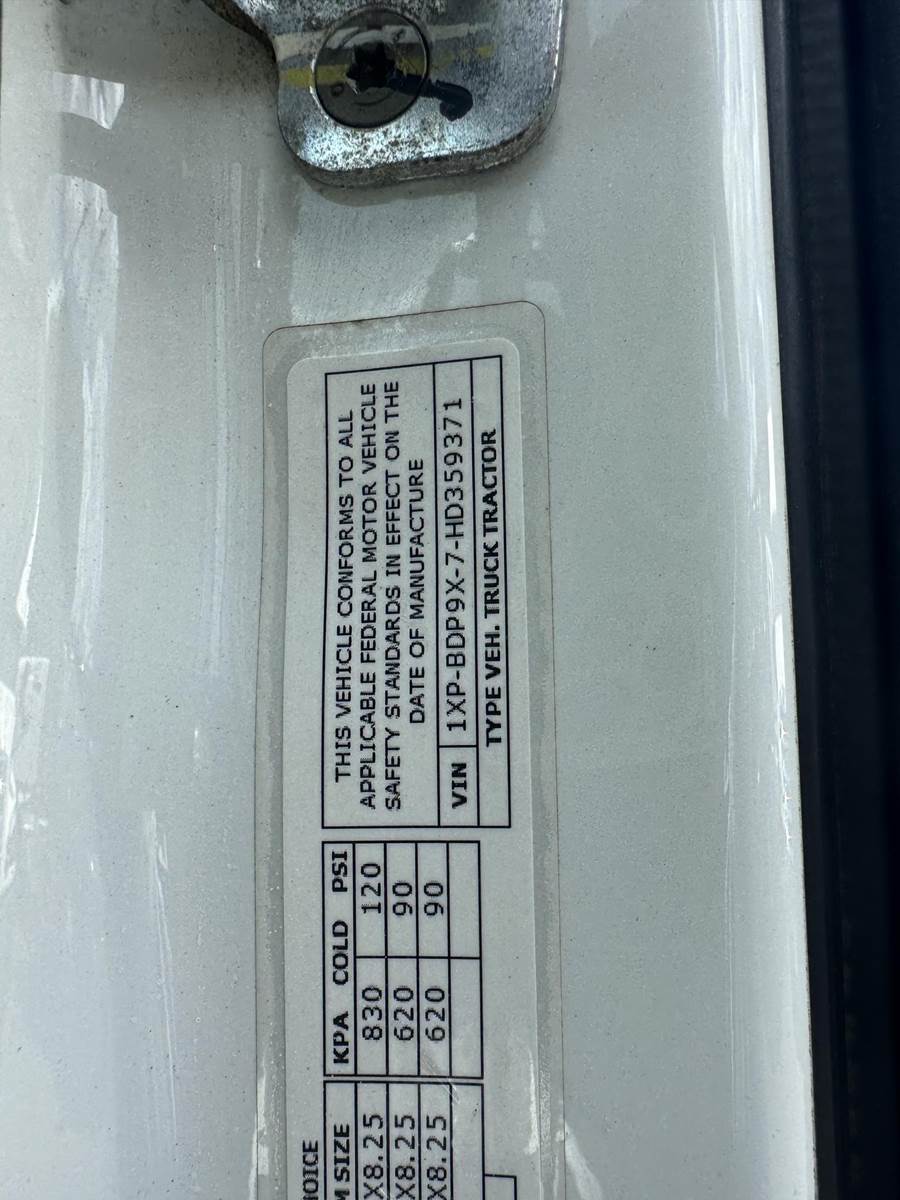 THIS VEHICLE CONFORMS TO ALL
APPLICABLE FEDERAL MOTOR VEHICLE
SAFETY STANDARDS IN EFFECT ON THE
DATE OF MANUFACTURE
VIN 1XP-BDP9X-7-HD359371
TYPE VEH. TRUCK TRACTOR
OICE
M SIZE KPA COLD PSI
X8.25 830 120
X8.25 620 90
X8.25 620 90